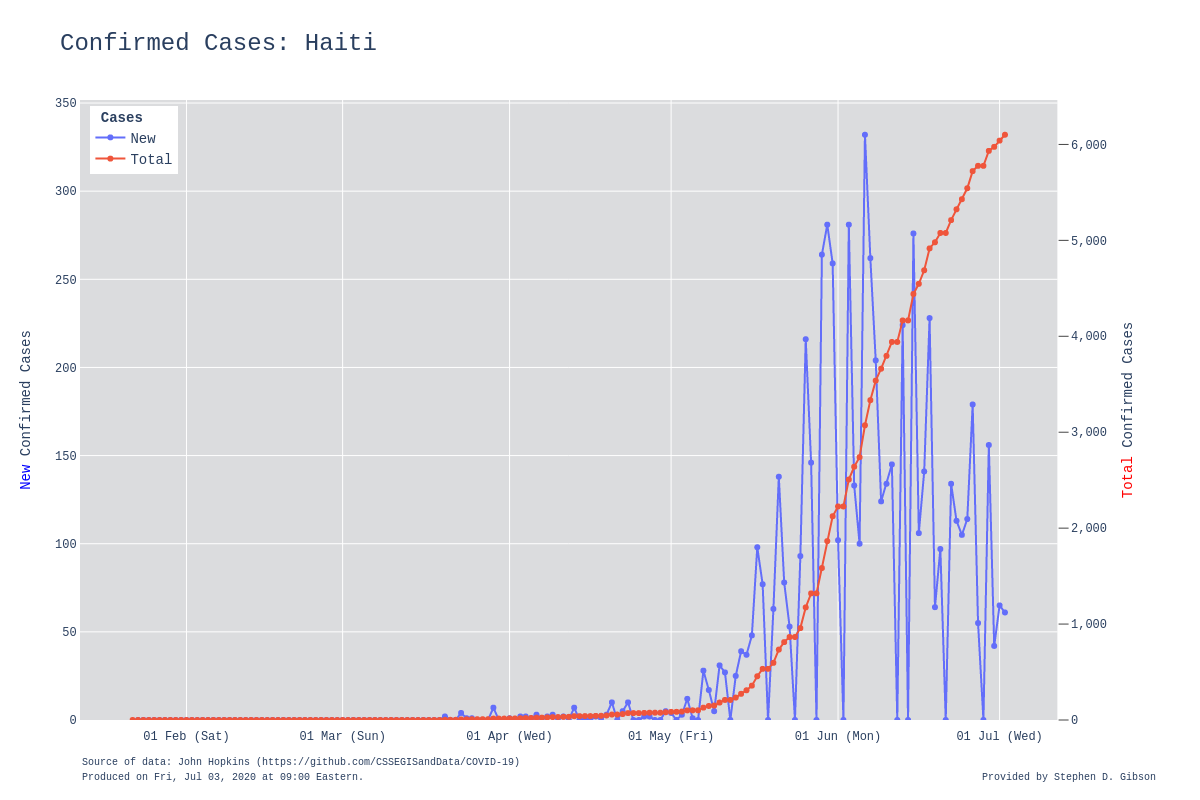 Confirmed Cases: Haiti
Cases
New
Total
350
300
250
200
150
100
50
0
6,000
5,000
4,000
3,000
2,000
1,000
0
New Confirmed Cases
Total Confirmed Cases
01 Feb (Sat)
01 Mar (Sun)
01 Apr (Wed)
01 May (Fri)
01 Jun (Mon)
01 Jul (Wed)
Source of data: John Hopkins (https://github.com/CSSEGISandData/COVID-19)
Produced on Fri, Jul 03, 2020 at 09:00 Eastern.
Provided by Stephen D. Gibson